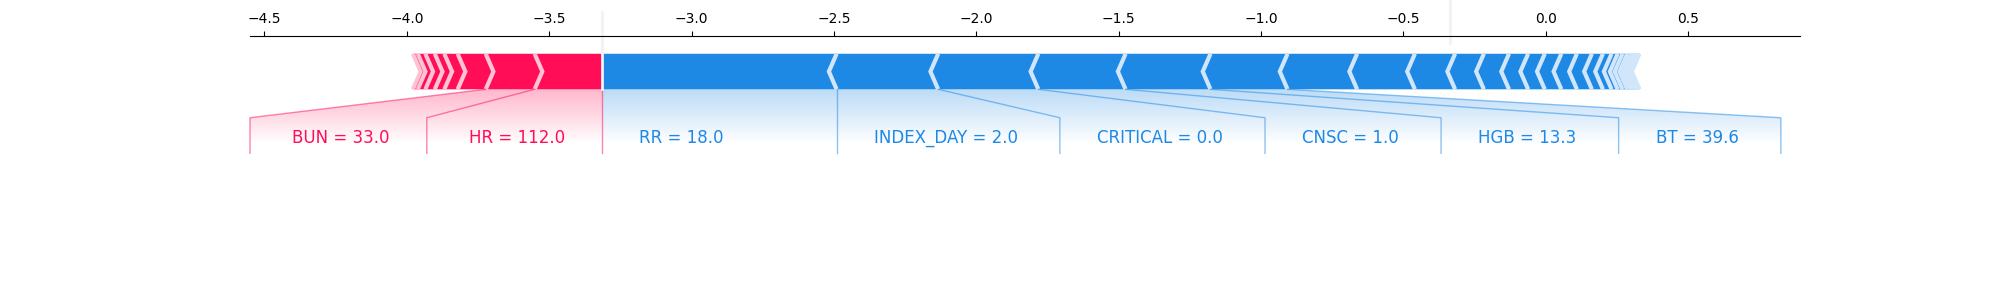 −4.5 −4.0 −3.5 −3.0 −2.5 −2.0 −1.5 −1.0 −0.5 0.0 0.5
BUN = 33.0 HR = 112.0 RR = 18.0 INDEX_DAY = 2.0 CRITICAL = 0.0 CNSC = 1.0 HGB = 13.3 BT = 39.6